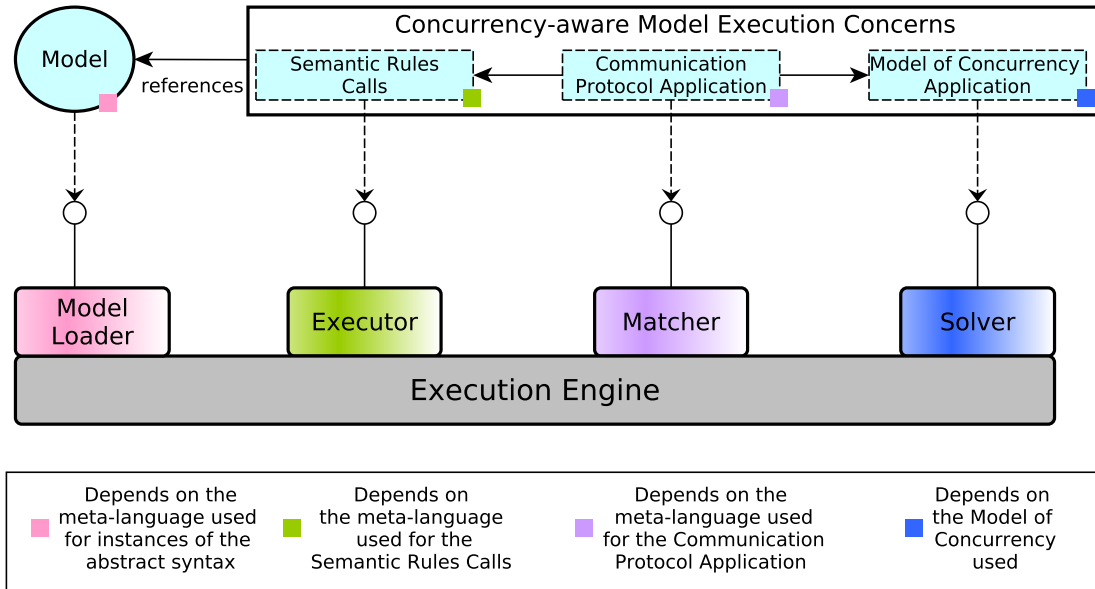 Concurrency-aware Model Execution Concerns
Model
references
Semantic Rules
Calls
Communication
Protocol Application
Model of Concurrency
Application
Model
Loader
Executor
Matcher
Solver
Execution Engine
Depends on the
meta-language used
for instances of the
abstract syntax
Depends on
the meta-language
used for the
Semantic Rules Calls
Depends on the
meta-language used
for the Communication
Protocol Application
Depends on
the Model of
Concurrency
used